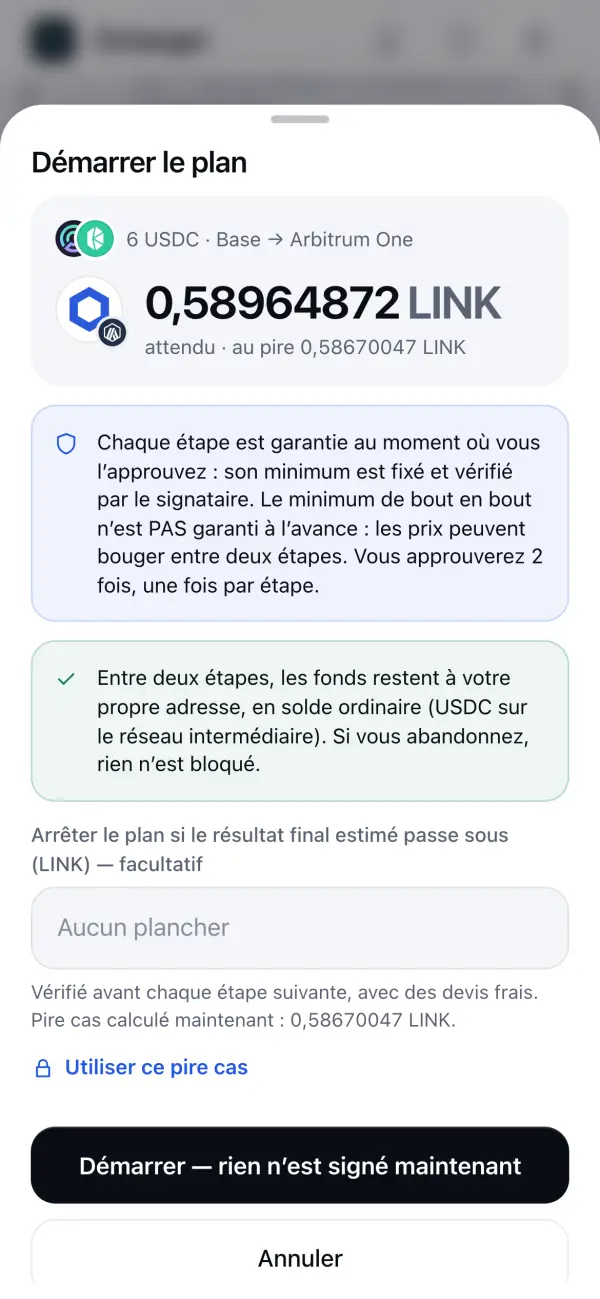 Démarrer le plan
6 USDC · Base → Arbitrum One
0,58964872 LINK
attendu · au pire 0,58670047 LINK
Chaque étape est garantie au moment où vous
l’approuvez : son minimum est fixé et vérifié
par le signataire. Le minimum de bout en bout
n’est PAS garanti à l’avance : les prix peuvent
bouger entre deux étapes. Vous approuverez 2
fois, une fois par étape.
Entre deux étapes, les fonds restent à votre
propre adresse, en solde ordinaire (USDC sur
le réseau intermédiaire). Si vous abandonnez,
rien n’est bloqué.
Arrêter le plan si le résultat final estimé passe sous
(LINK) — facultatif
Aucun plancher
Vérifié avant chaque étape suivante, avec des devis frais.
Pire cas calculé maintenant : 0,58670047 LINK.
Utiliser ce pire cas
Démarrer — rien n’est signé maintenant
Annuler